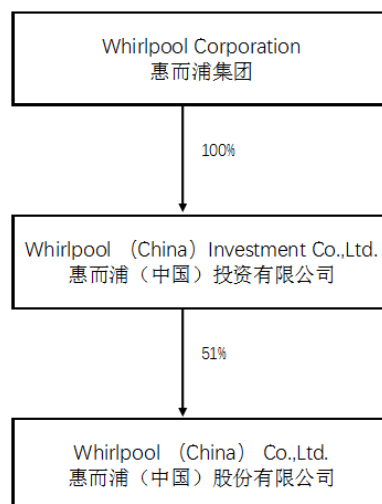 Whirlpool Corporation
惠而浦集团
100%
Whirlpool （China）Investment Co.,Ltd.
惠而浦（中国）投资有限公司
51%
Whirlpool （China） Co.,Ltd.
惠而浦（中国）股份有限公司